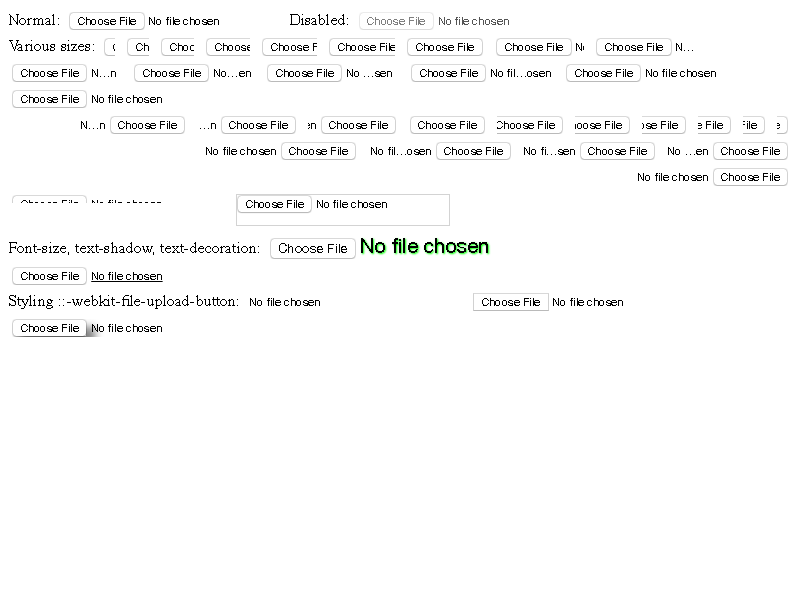 Normal: Choose File No file chosen Disabled: Choose File No file chosen
Various sizes: Ch Choc Choose Choose F Choose File Choose File Choose File N Choose File N...
Choose File N...n Choose File No...en Choose File No ...sen Choose File No fil...osen Choose File No file chosen
Choose File No file chosen
N...n Choose File ...n Choose File en Choose File Choose File Choose File oose File ose File e File File e
No file chosen Choose File No fil...osen Choose File No fi...sen Choose File No ...en Choose File
No file chosen Choose File
Choose File No file chosen
Font-size, text-shadow, text-decoration: Choose File No file chosen
Choose File No file chosen
Styling ::-webkit-file-upload-button: No file chosen Choose File No file chosen
Choose File No file chosen